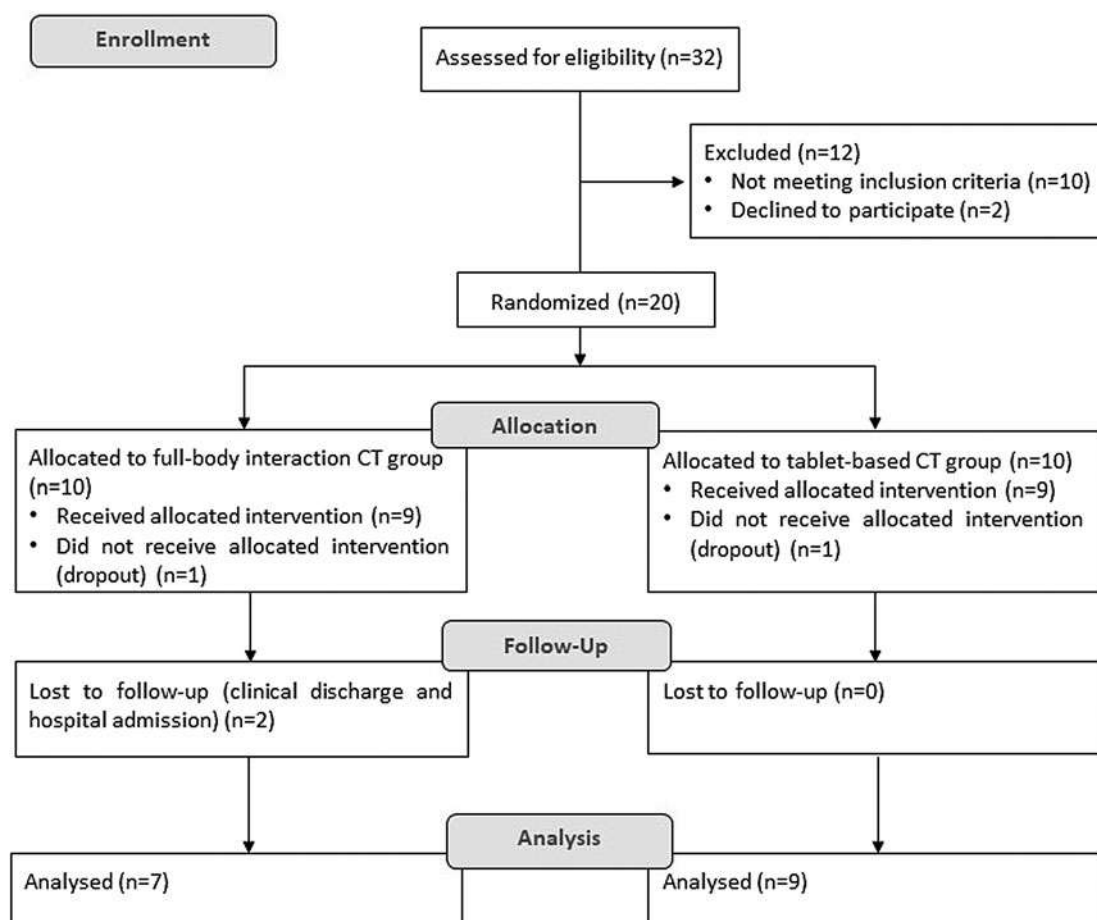 Enrollment
Assessed for eligibility (n=32)
Excluded (n=12)
• Not meeting inclusion criteria (n=10)
• Declined to participate (n=2)
Randomized (n=20)
Allocation
Allocated to full-body interaction CT group
(n=10)
• Received allocated intervention (n=9)
• Did not receive allocated intervention
(dropout) (n=1)
Allocated to tablet-based CT group (n=10)
• Received allocated intervention (n=9)
• Did not receive allocated intervention
(dropout) (n=1)
Follow-Up
Lost to follow-up (clinical discharge and
hospital admission) (n=2)
Lost to follow-up (n=0)
Analysis
Analysed (n=7)
Analysed (n=9)